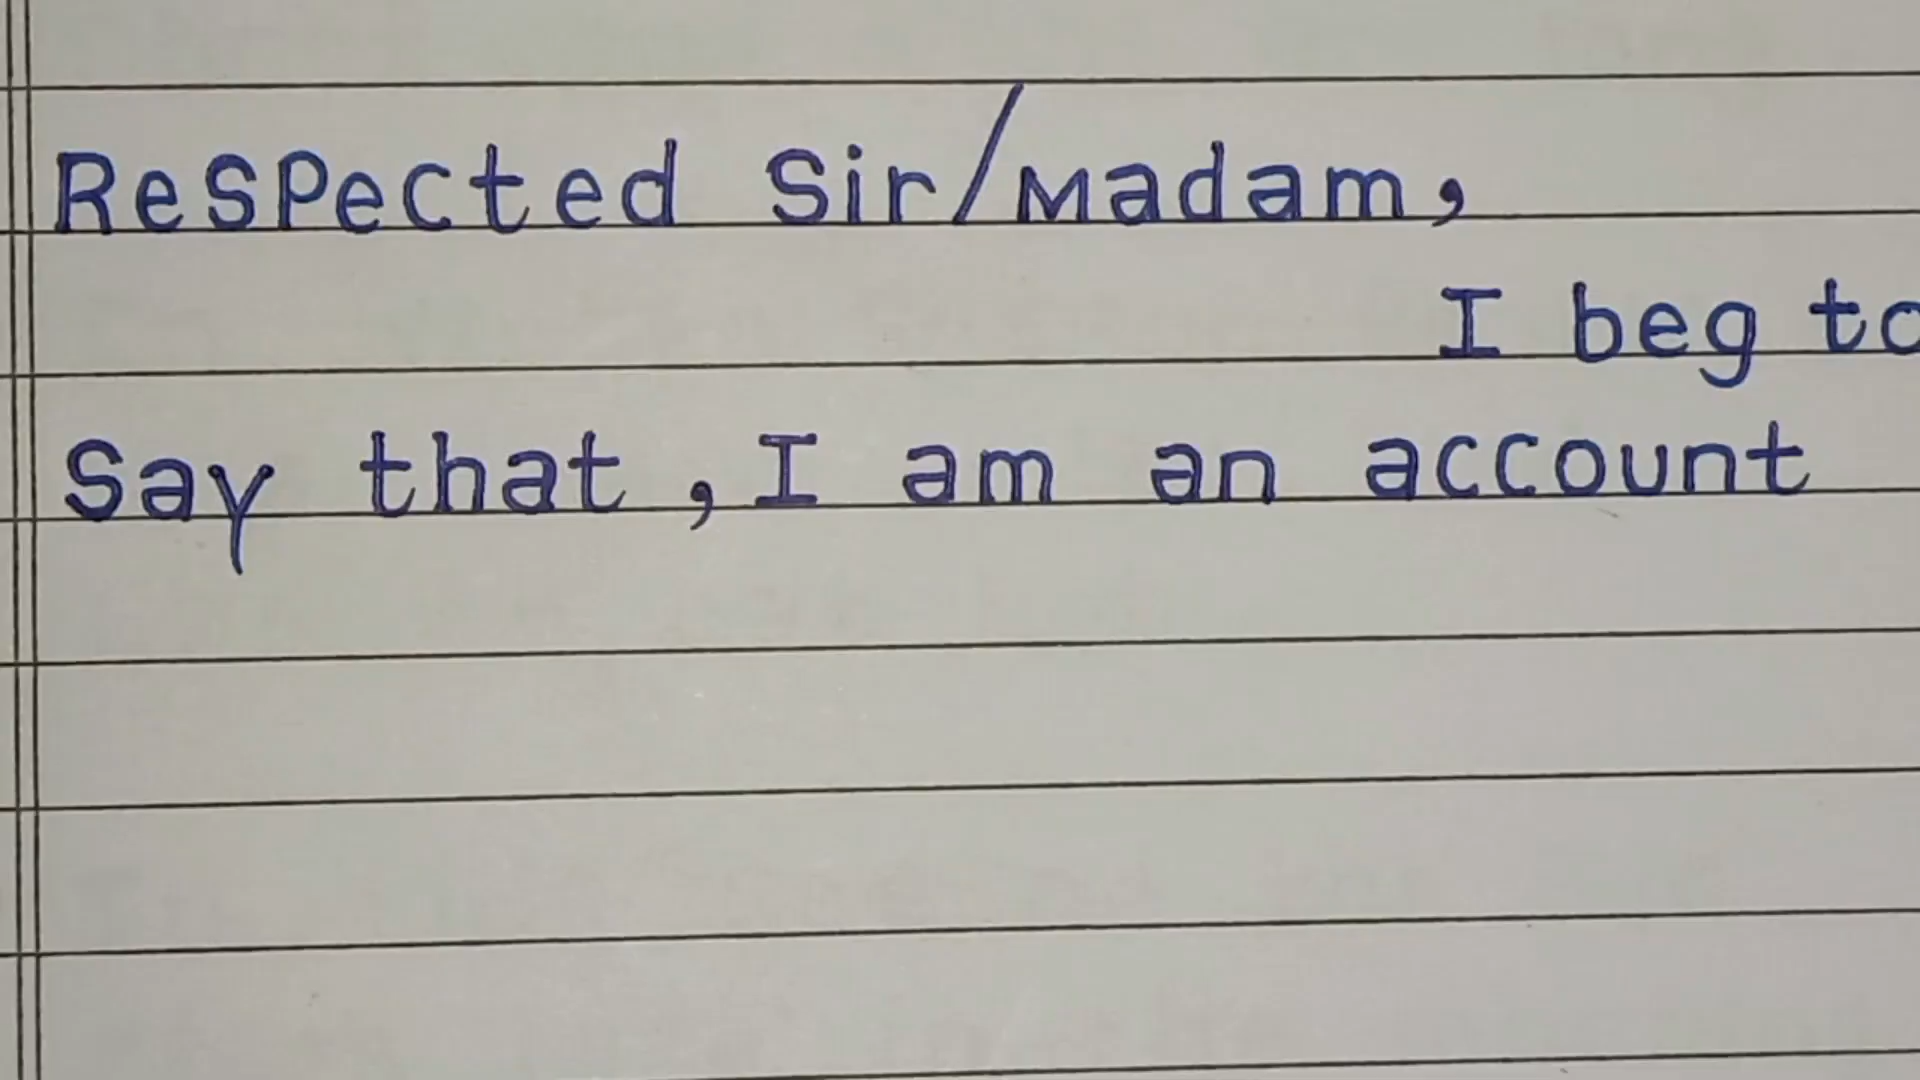 Respected Sir/Madam,
I beg to
Say that, I am an account